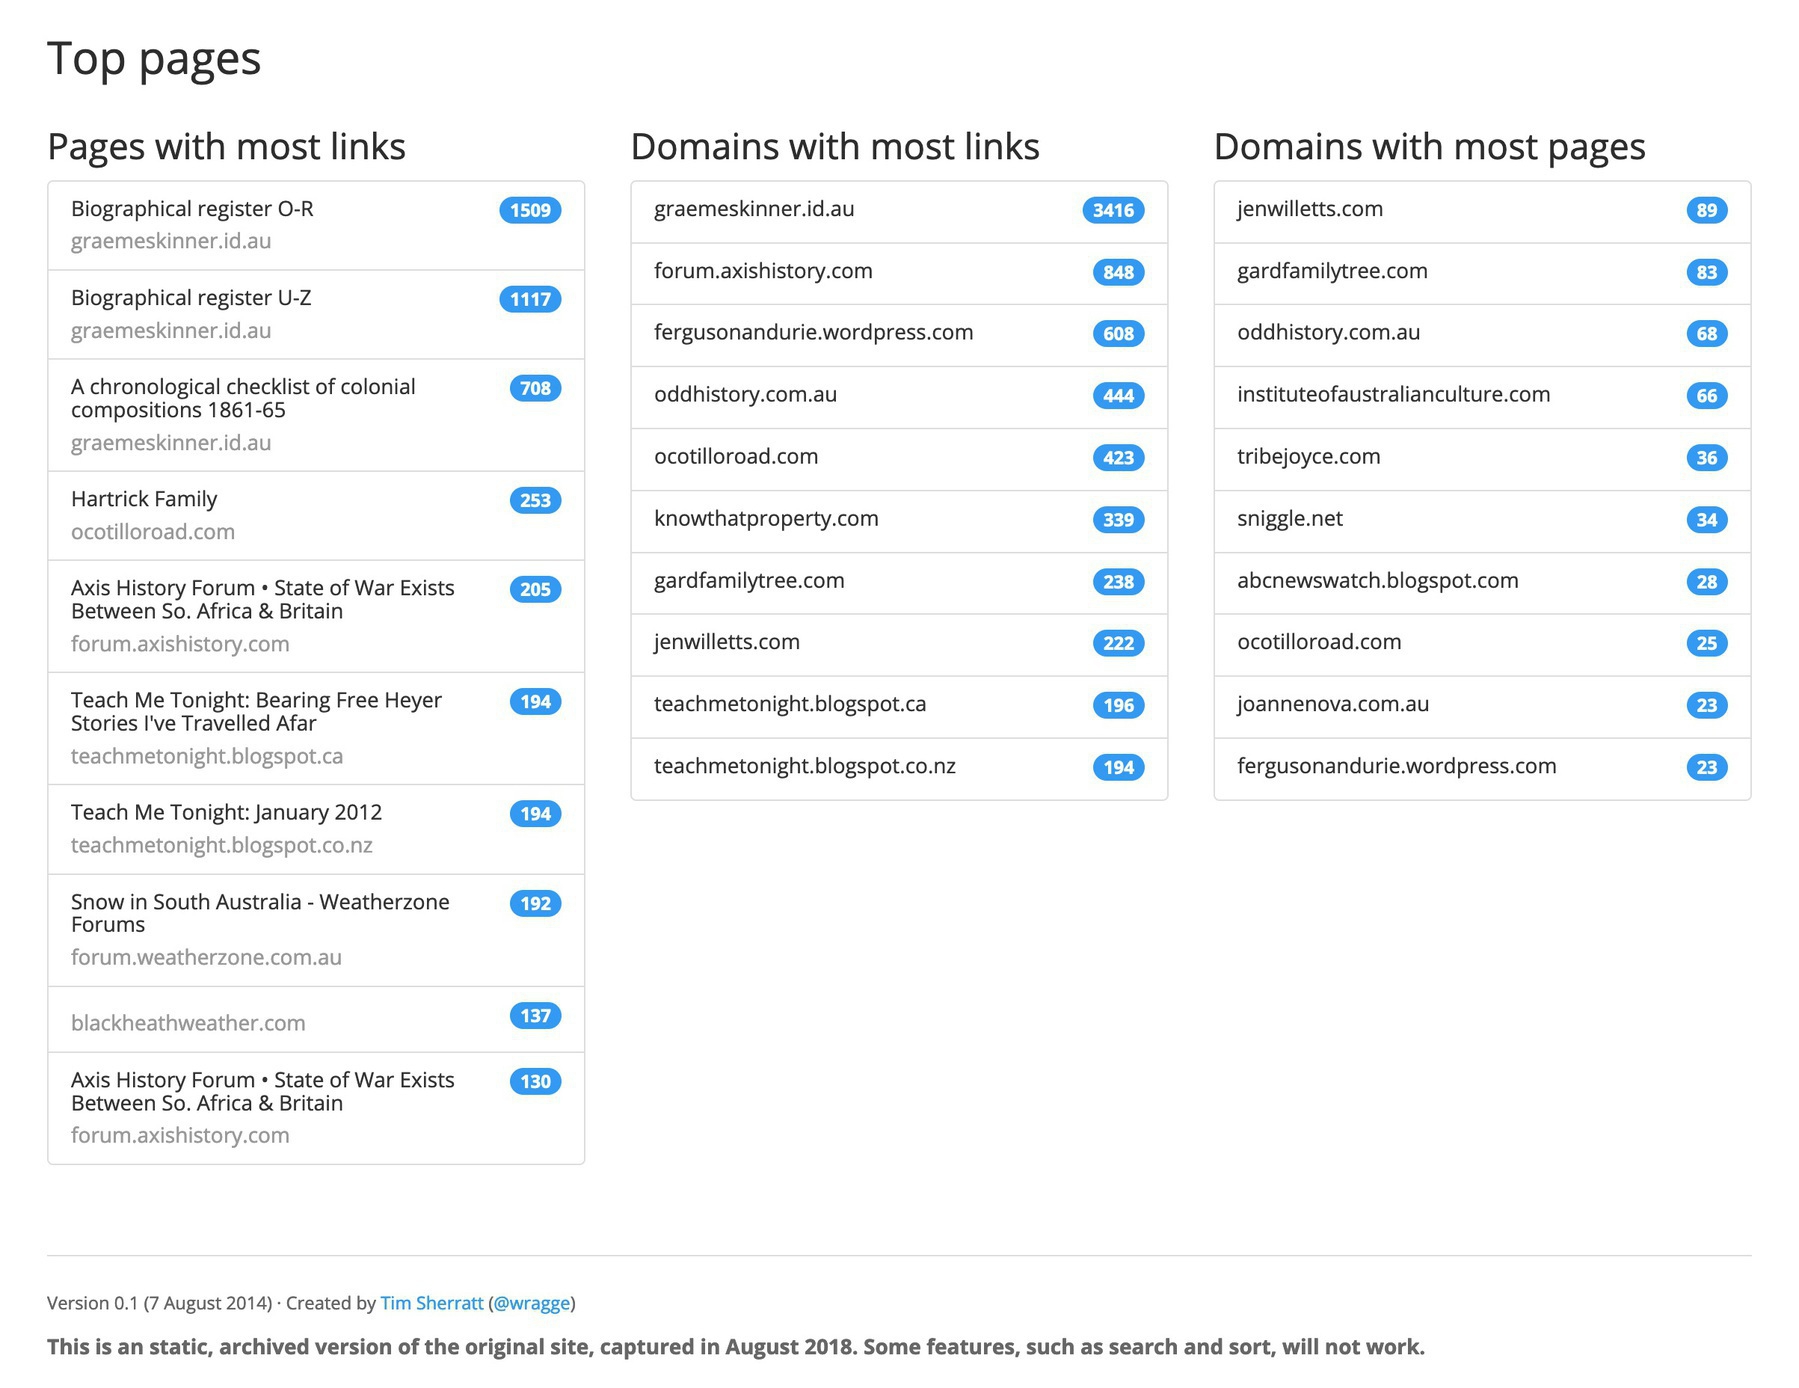 Top pages
Pages with most links
Biographical register O-R
1509
graemeskinner.id.au
Biographical register U-Z
1117
graemeskinner.id.au
A chronological checklist of colonial
compositions 1861-65
708
graemeskinner.id.au
Hartrick Family
253
ocotilloroad.com
Axis History Forum • State of War Exists
Between So. Africa & Britain
205
forum.axishistory.com
Teach Me Tonight: Bearing Free Heyer
Stories I've Travelled Afar
194
teachmetonight.blogspot.ca
Teach Me Tonight: January 2012
194
teachmetonight.blogspot.co.nz
Snow in South Australia - Weatherzone
Forums
192
forum.weatherzone.com.au
137
blackheathweather.com
Axis History Forum • State of War Exists
Between So. Africa & Britain
130
forum.axishistory.com
Domains with most links
graemeskinner.id.au 3416
forum.axishistory.com 848
fergusonandurie.wordpress.com 608
oddhistory.com.au 444
ocotilloroad.com 423
knowthatproperty.com 339
gardfamilytree.com 238
jenwilletts.com 222
teachmetonight.blogspot.ca 196
teachmetonight.blogspot.co.nz 194
Domains with most pages
jenwilletts.com 89
gardfamilytree.com 83
oddhistory.com.au 68
instituteofaustralianculture.com 66
tribejoyce.com 36
sniggle.net 34
abcnewswatch.blogspot.com 28
ocotilloroad.com 25
joannenova.com.au 23
fergusonandurie.wordpress.com 23
Version 0.1 (7 August 2014) · Created by Tim Sherratt (@wragge)
This is an static, archived version of the original site, captured in August 2018. Some features, such as search and sort, will not work.